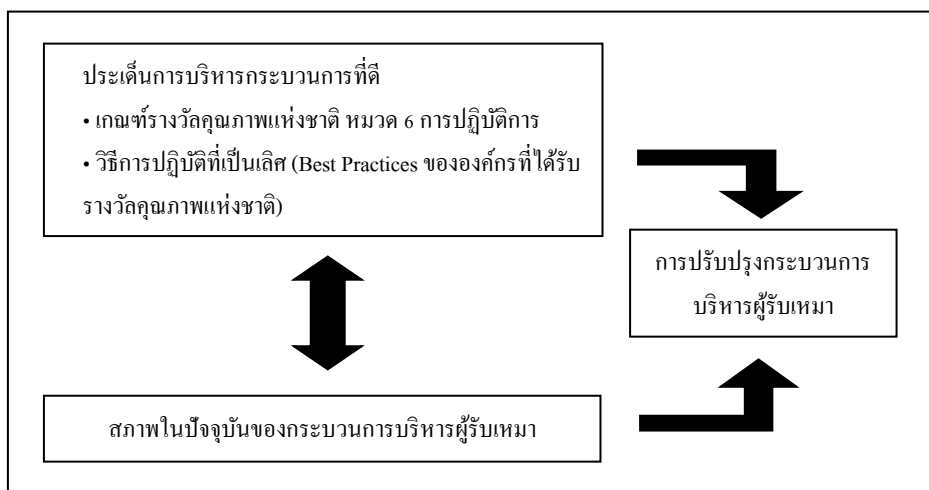 ประเด็นการบริหารกระบวนการที่ดี
• เกณฑ์รางวัลคุณภาพแห่งชาติ หมวด 6 การปฏิบัติการ
• วิธีการปฏิบัติที่เป็นเลิศ (Best Practices ขององค์กรที่ได้รับ
รางวัลคุณภาพแห่งชาติ)
การปรับปรุงกระบวนการ
บริหารผู้รับเหมา
สภาพในปัจจุบันของกระบวนการบริหารผู้รับเหมา